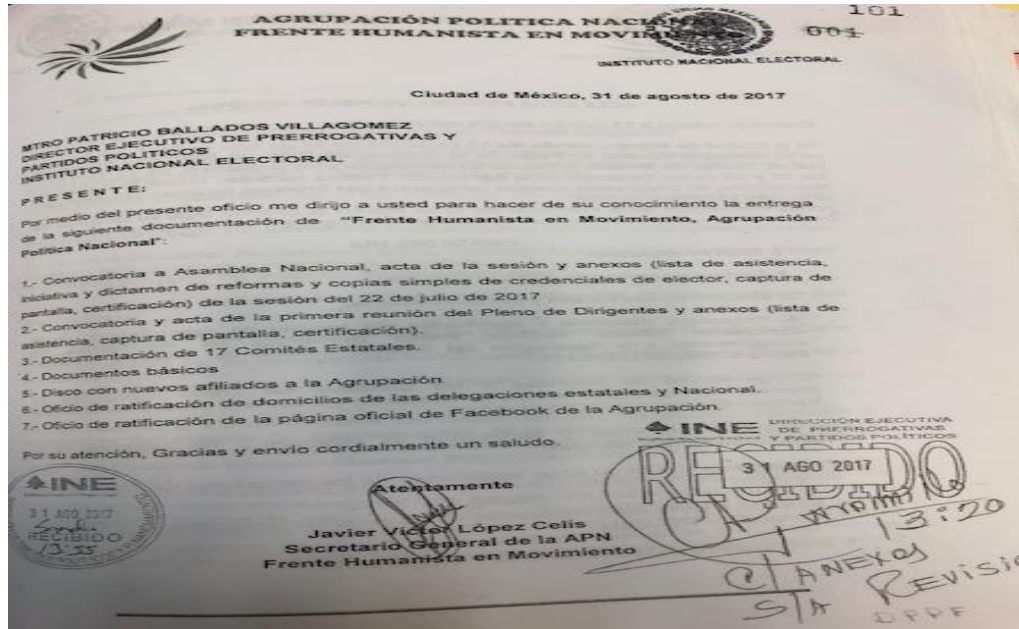 AGRUPACIÓN POLITICA NACIONAL
FRENTE HUMANISTA EN MOVIMIENTO
101
001
INSTITUTO NACIONAL ELECTORAL
Ciudad de México, 31 de agosto de 2017
MTRO PATRICIO BALLADOS VILLAGOMEZ
DIRECTOR EJECUTIVO DE PRERROGATIVAS Y
PARTIDOS POLITICOS
INSTITUTO NACIONAL ELECTORAL
PRESENTE:
Por medio del presente oficio me dirijo a usted para hacer de su conocimiento la entrega
de la siguiente documentación de "Frente Humanista en Movimiento, Agrupación
Política Nacional":
1.- Convocatoria a Asamblea Nacional, acta de la sesión y anexos (lista de asistencia,
iniciativa y dictamen de reformas y copias simples de credenciales de elector, captura de
pantalla, certificación) de la sesión del 22 de julio de 2017
2.- Convocatoria y acta de la primera reunión del Pleno de Dirigentes y anexos (lista de
asistencia, captura de pantalla, certificación).
3.- Documentación de 17 Comités Estatales.
4.- Documentos básicos
5.- Disco con nuevos afiliados a la Agrupación
6.- Oficio de ratificación de domicilios de las delegaciones estatales y Nacional.
7.- Oficio de ratificación de la página oficial de Facebook de la Agrupación.
Por su atención, Gracias y envío cordialmente un saludo.
INE
DIRECCIÓN EJECUTIVA
DE PRERROGATIVAS
Y PARTIDOS POLÍTICOS
RECIBIDO
31 AGO 2017
13:20
C/ANEXOS
S/A REVISIÓ
D.P.P.F
INE
31 AGO 2017
RECIBIDO
13:55
Atentamente
Javier Víctor López Celis
Secretario General de la APN
Frente Humanista en Movimiento